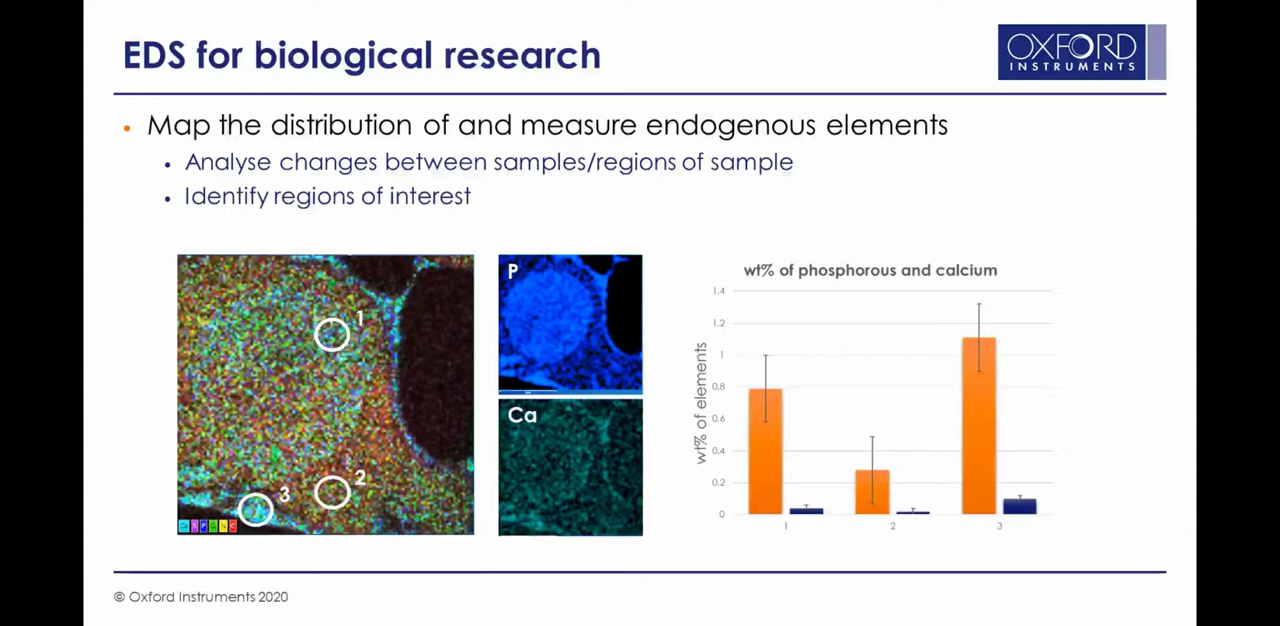 EDS for biological research
OXFORD
INSTRUMENTS
• Map the distribution of and measure endogenous elements
• Analyse changes between samples/regions of sample
• Identify regions of interest
1
2
3
P
Ca
wt% of phosphorous and calcium
wt% of elements
1.4
1.2
1
0.8
0.6
0.4
0.2
0
1 2 3
© Oxford Instruments 2020